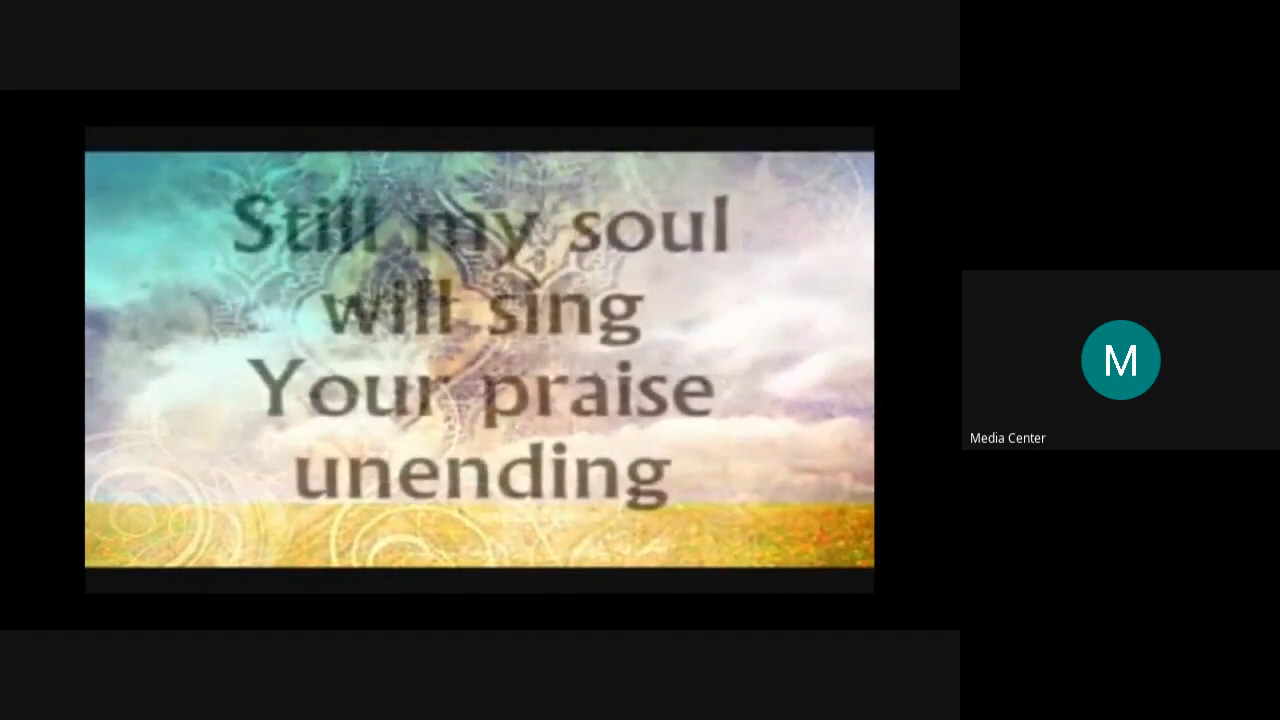 Still my soul
will sing
Your praise
unending
M
Media Center